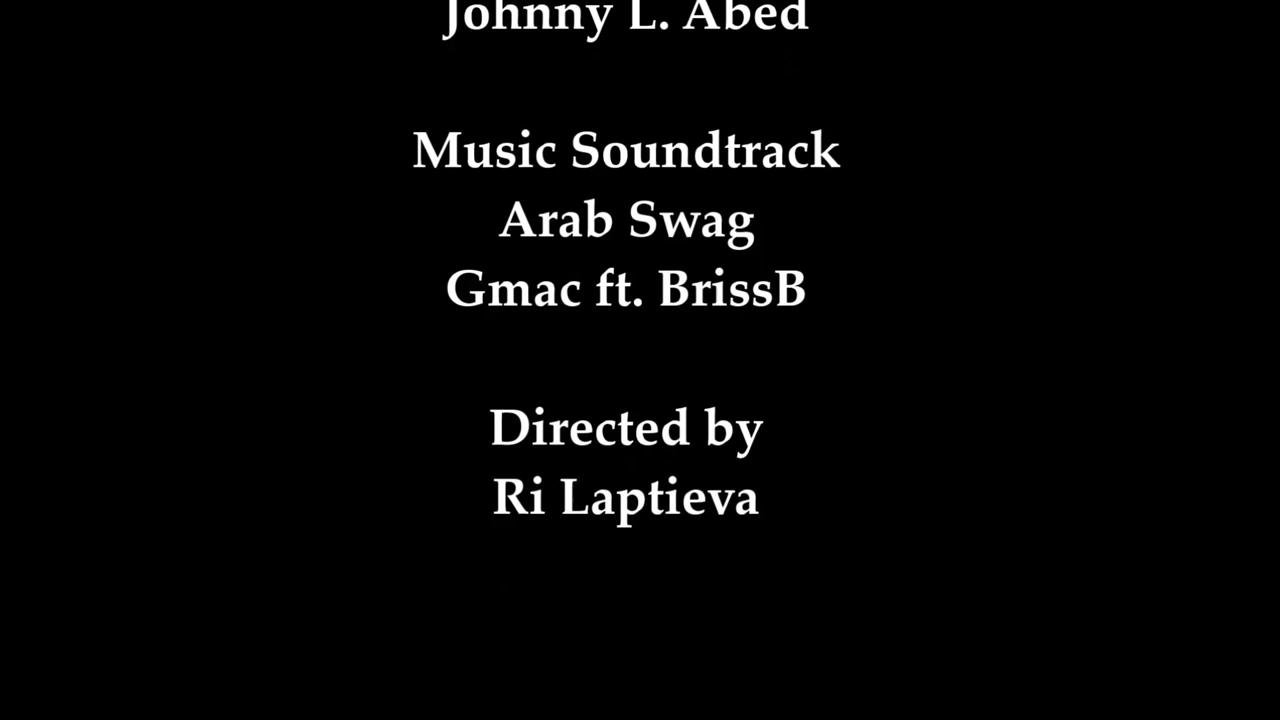 Johnny L. Abed
Music Soundtrack
Arab Swag
Gmac ft. BrissB
Directed by
Ri Laptieva